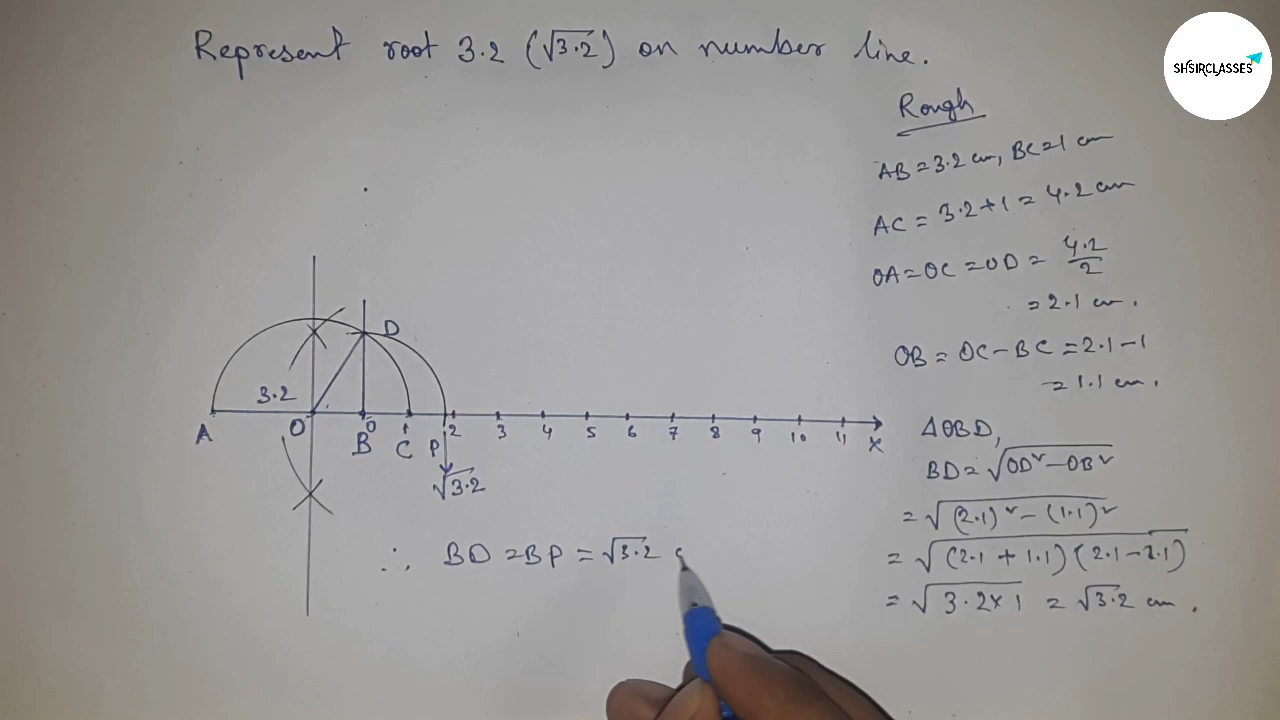 Represent root 3.2 (√3.2) on number line.
SHSIRCLASSES
Rough
AB = 3.2 cm, BC = 1 cm
AC = 3.2 + 1 = 4.2 cm
OA = OC = OD = 4.2/2
= 2.1 cm.
OB = OC - BC = 2.1 - 1
= 1.1 cm.
ΔOBD,
BD = √OD² - OB²
= √(2.1)² - (1.1)²
= √(2.1 + 1.1) (2.1 - 1.1)
= √3.2 × 1 = √3.2 cm.
D
3.2
A O B 0 1 C P 2 3 4 5 6 7 8 9 10 11 X
√3.2
∴ BD = BP = √3.2 c